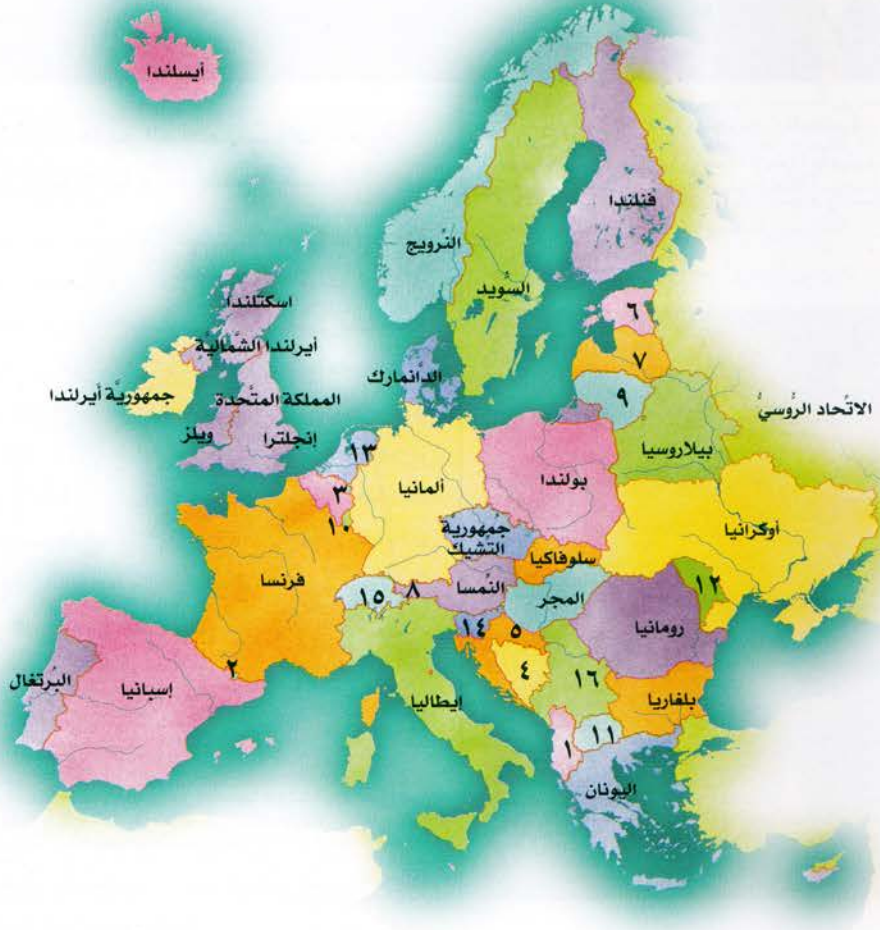 أيسلندا
فنلندا
النرويج
السويد
اسكتلندا
٦
أيرلندا الشمالية
٧
الدانمارك
جمهورية أيرلندا
المملكة المتحدة
٩
الاتحاد الروسي
ويلز
إنجلترا
١٣
بيلاروسيا
بولندا
ألمانيا
٣
١٠
جمهورية
التشيك
أوكرانيا
سلوفاكيا
فرنسا
١٥
٨
النمسا
المجر
١٢
١٤
٥
رومانيا
٢
٤
١٦
البرتغال
إسبانيا
إيطاليا
بلغاريا
١
١١
اليونان